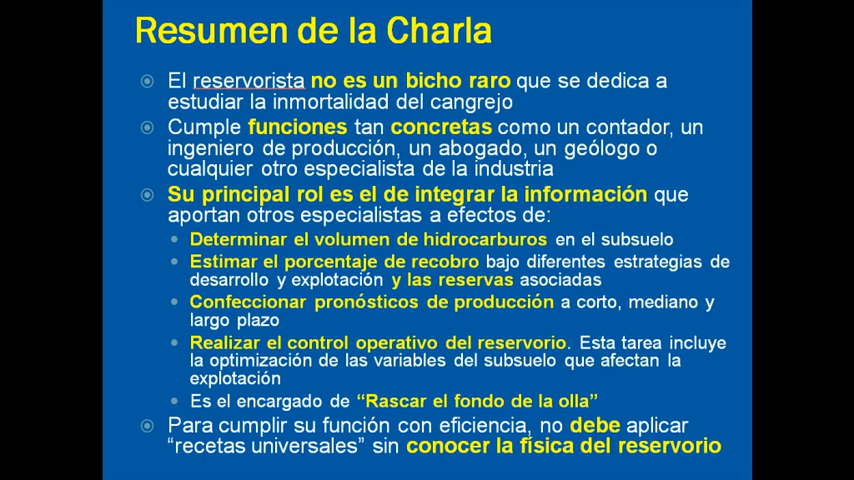 Resumen de la Charla
El reservorista no es un bicho raro que se dedica a
estudiar la inmortalidad del cangrejo
Cumple funciones tan concretas como un contador, un
ingeniero de producción, un abogado, un geólogo o
cualquier otro especialista de la industria
Su principal rol es el de integrar la información que
aportan otros especialistas a efectos de:
Determinar el volumen de hidrocarburos en el subsuelo
Estimar el porcentaje de recobro bajo diferentes estrategias de
desarrollo y explotación y las reservas asociadas
Confeccionar pronósticos de producción a corto, mediano y
largo plazo
Realizar el control operativo del reservorio. Esta tarea incluye
la optimización de las variables del subsuelo que afectan la
explotación
Es el encargado de “Rascar el fondo de la olla”
Para cumplir su función con eficiencia, no debe aplicar
“recetas universales” sin conocer la física del reservorio